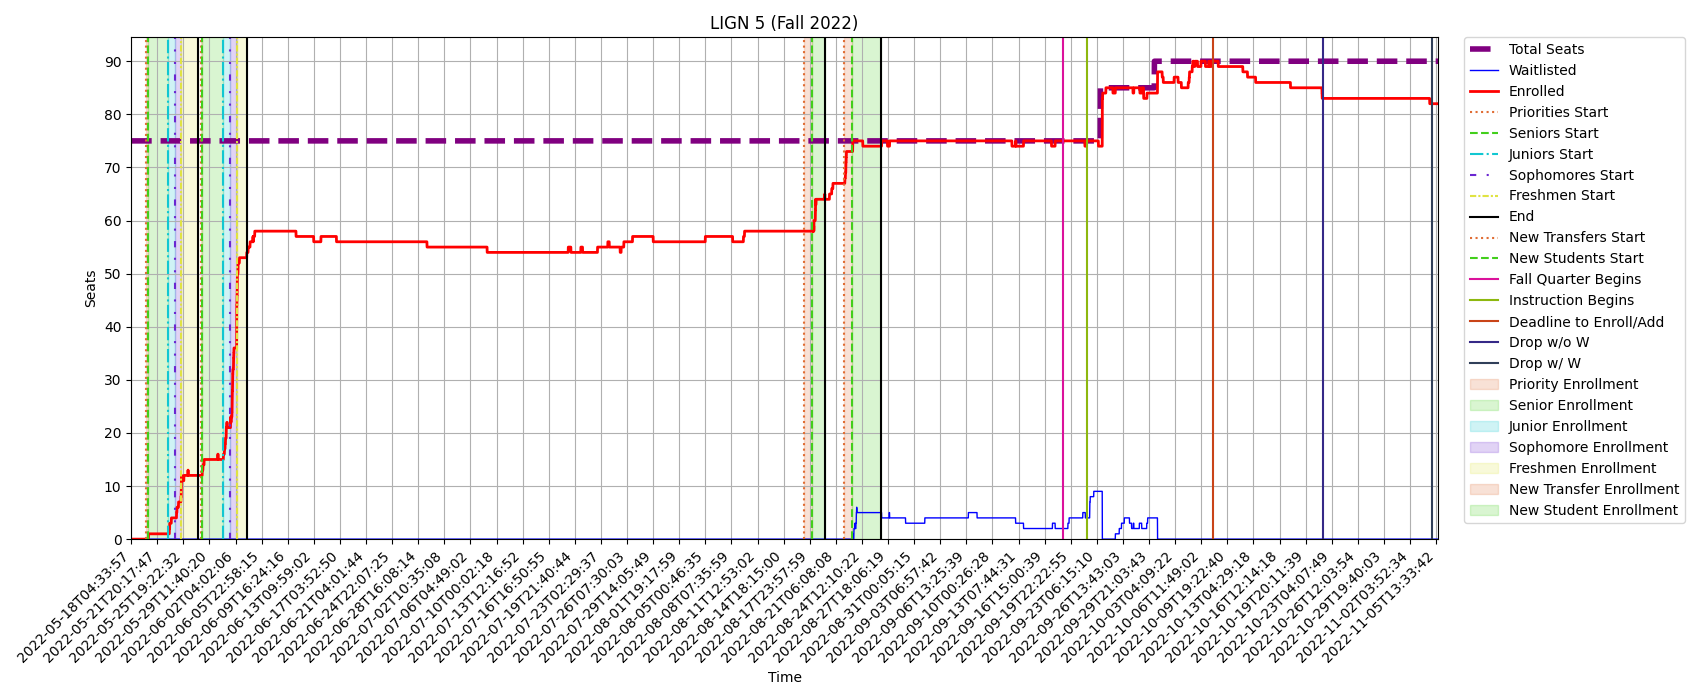 LIGN 5 (Fall 2022)
Seats
90
80
70
60
50
40
30
20
10
0
2022-05-18T04:33:57
2022-05-21T20:17:47
2022-05-25T19:22:32
2022-05-29T11:40:20
2022-06-02T04:02:06
2022-06-05T22:58:15
2022-06-09T16:24:16
2022-06-13T09:59:02
2022-06-17T03:52:50
2022-06-21T04:01:44
2022-06-24T22:07:25
2022-06-28T16:08:14
2022-07-02T10:35:08
2022-07-06T04:49:02
2022-07-10T00:02:18
2022-07-13T12:16:52
2022-07-16T16:50:55
2022-07-19T21:40:44
2022-07-23T02:29:37
2022-07-26T07:30:03
2022-07-29T14:05:49
2022-08-01T19:17:59
2022-08-05T00:46:35
2022-08-08T07:35:59
2022-08-11T12:53:02
2022-08-14T18:15:00
2022-08-17T23:57:59
2022-08-21T06:08:08
2022-08-24T12:10:22
2022-08-27T18:06:19
2022-08-31T00:05:15
2022-09-03T06:57:42
2022-09-06T13:25:39
2022-09-10T00:26:28
2022-09-13T07:44:31
2022-09-16T15:00:39
2022-09-19T22:22:55
2022-09-23T06:15:10
2022-09-26T13:43:03
2022-09-29T21:03:43
2022-10-03T04:09:22
2022-10-06T11:49:02
2022-10-09T19:22:40
2022-10-13T04:29:18
2022-10-16T12:14:18
2022-10-19T20:11:39
2022-10-23T04:07:49
2022-10-26T12:03:54
2022-10-29T19:40:03
2022-11-02T03:52:34
2022-11-05T13:33:42
Time
Total Seats
Waitlisted
Enrolled
Priorities Start
Seniors Start
Juniors Start
Sophomores Start
Freshmen Start
End
New Transfers Start
New Students Start
Fall Quarter Begins
Instruction Begins
Deadline to Enroll/Add
Drop w/o W
Drop w/ W
Priority Enrollment
Senior Enrollment
Junior Enrollment
Sophomore Enrollment
Freshmen Enrollment
New Transfer Enrollment
New Student Enrollment